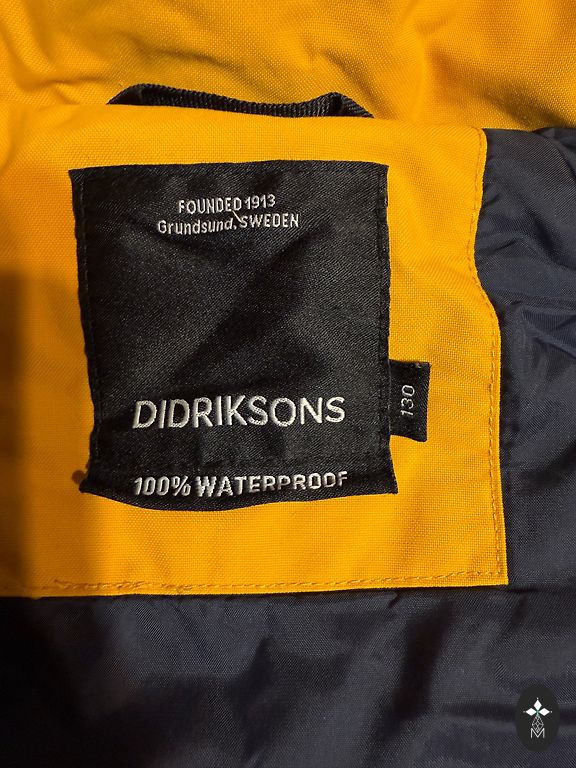 FOUNDED 1913
Grundsund. SWEDEN
DIDRIKSONS
130
100% WATERPROOF
M